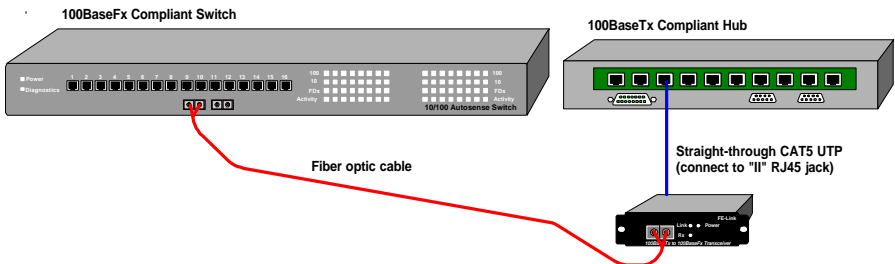 100BaseFx Compliant Switch
100BaseTx Compliant Hub
1 2 3 4 5 6 7 8 9 10 11 12 13 14 15 16
Power
Diagnostics
100
10
FDx
Activity
100
10
FDx
Activity
10/100 Autosense Switch
Fiber optic cable
Straight-through CAT5 UTP
(connect to "II" RJ45 jack)
FE-Link
Link
Power
Rx
100BaseTx to 100BaseFx Transceiver